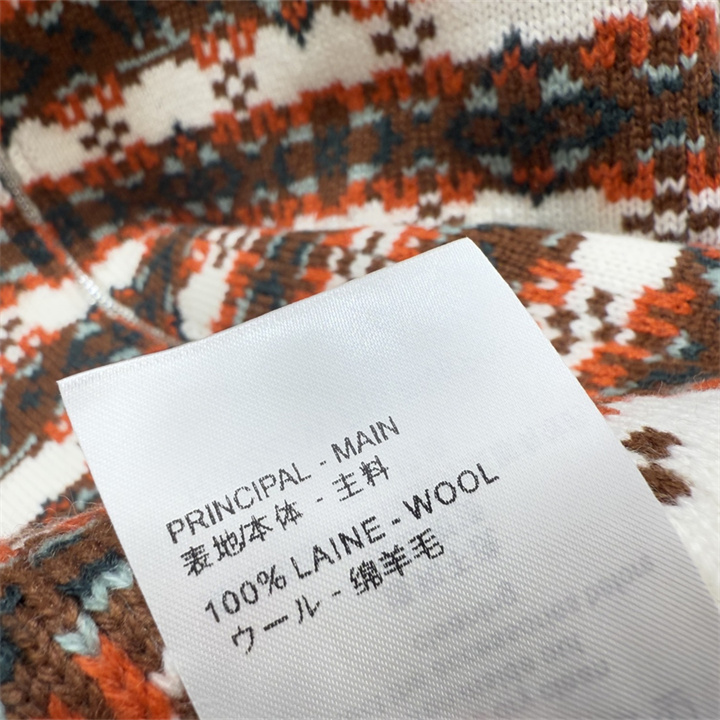 PRINCIPAL - MAIN
表地/本体 - 主料
100% LAINE - WOOL
ウール - 绵羊毛